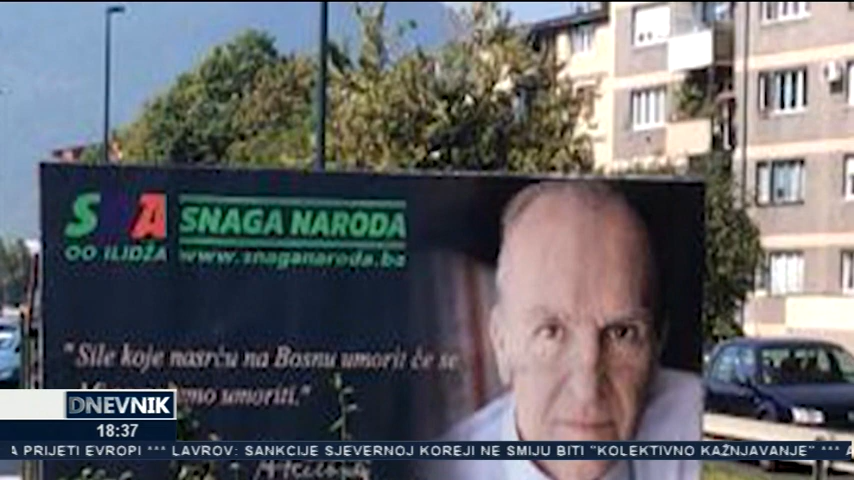 SDA
SNAGA NARODA
OO ILIDŽA
www.snaganaroda.ba
"Sile koje nasrću na Bosnu umorit će se
umoriti."
DNEVNIK
18:37
A PRIJETI EVROPI *** LAVROV: SANKCIJE SJEVERNOJ KOREJI NE SMIJU BITI "KOLEKTIVNO KAŽNJAVANJE" *** A